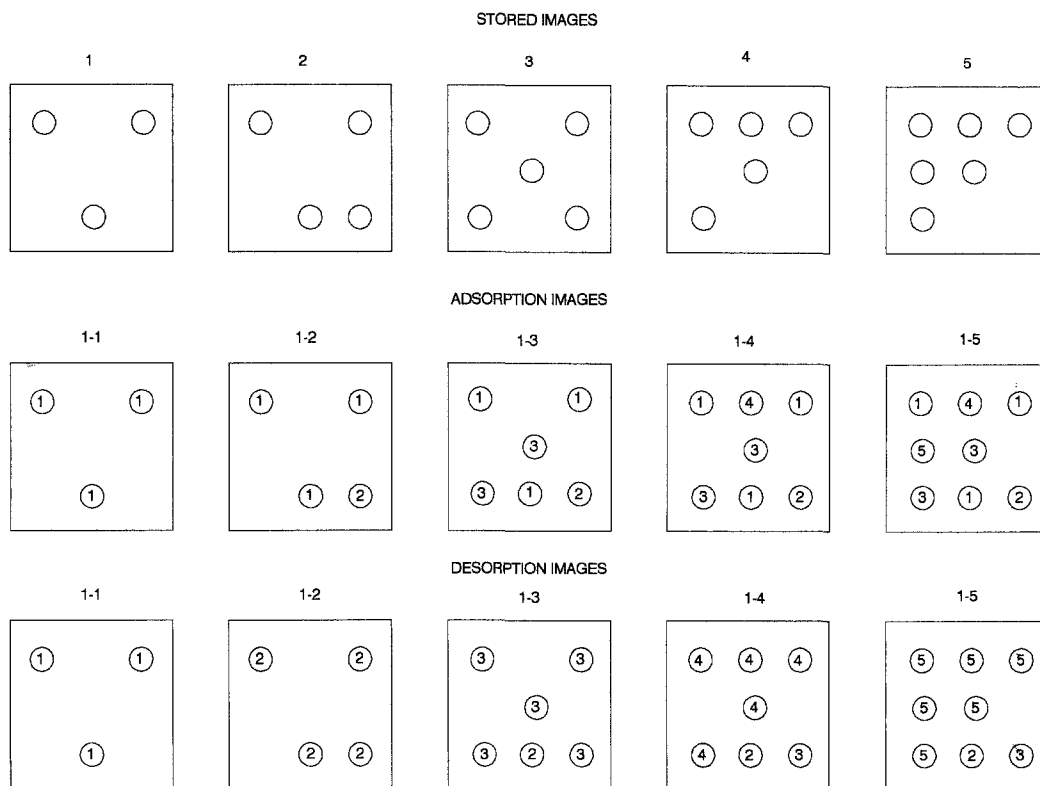 STORED IMAGES
1 2 3 4 5
ADSORPTION IMAGES
1-1 1-2 1-3 1-4 1-5
1 1 1 1 1 1 1 4 1 1 4 1
3 3 5 3
1 1 2 3 1 2 3 1 2 3 1 2
DESORPTION IMAGES
1-1 1-2 1-3 1-4 1-5
1 1 2 2 3 3 4 4 4 5 5 5
3 4 5 5
1 2 2 3 2 3 4 2 3 5 2 3